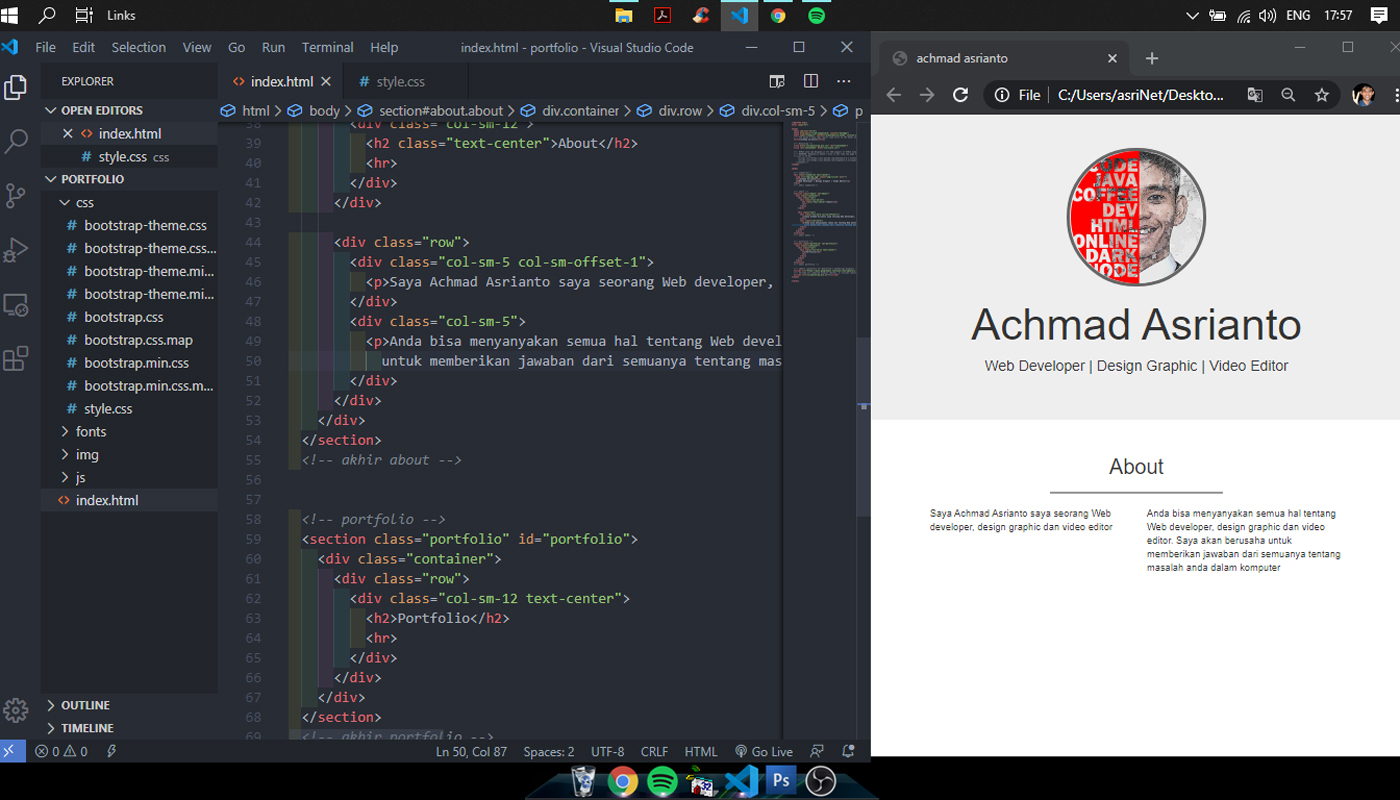 Links
ENG 17:57
File Edit Selection View Go Run Terminal Help
index.html - portfolio - Visual Studio Code
EXPLORER
OPEN EDITORS
index.html
style.css css
PORTFOLIO
css
bootstrap-theme.css
bootstrap-theme.css...
bootstrap-theme.mi...
bootstrap-theme.mi...
bootstrap.css
bootstrap.css.map
bootstrap.min.css
bootstrap.min.css.m...
style.css
fonts
img
js
index.html
OUTLINE
TIMELINE
index.html
style.css
html > body > section#about.about > div.container > div.row > div.col-sm-5 > p
38 <div class="col-sm-12">
39 <h2 class="text-center">About</h2>
40 <hr>
41 </div>
42 </div>
43
44 <div class="row">
45 <div class="col-sm-5 col-sm-offset-1">
46 <p>Saya Achmad Asrianto saya seorang Web developer,
47 </div>
48 <div class="col-sm-5">
49 <p>Anda bisa menyanyakan semua hal tentang Web devel
50 untuk memberikan jawaban dari semuanya tentang mas
51 </div>
52 </div>
53 </div>
54 </section>
55 <!-- akhir about -->
56
57
58 <!-- portfolio -->
59 <section class="portfolio" id="portfolio">
60 <div class="container">
61 <div class="row">
62 <div class="col-sm-12 text-center">
63 <h2>Portfolio</h2>
64 <hr>
65 </div>
66 </div>
67 </div>
68 </section>
69 <!-- akhir portfolio -->
0 0
Ln 50, Col 87 Spaces: 2 UTF-8 CRLF HTML Go Live
achmad asrianto
File C:/Users/asriNet/Deskto...
CODE
JAVA
COFFEE
DEV
HTML
ONLINE
DARK
MODE
Achmad Asrianto
Web Developer | Design Graphic | Video Editor
About
Saya Achmad Asrianto saya seorang Web
developer, design graphic dan video editor
Anda bisa menyanyakan semua hal tentang
Web developer, design graphic dan video
editor. Saya akan berusaha untuk
memberikan jawaban dari semuanya tentang
masalah anda dalam komputer
Ps